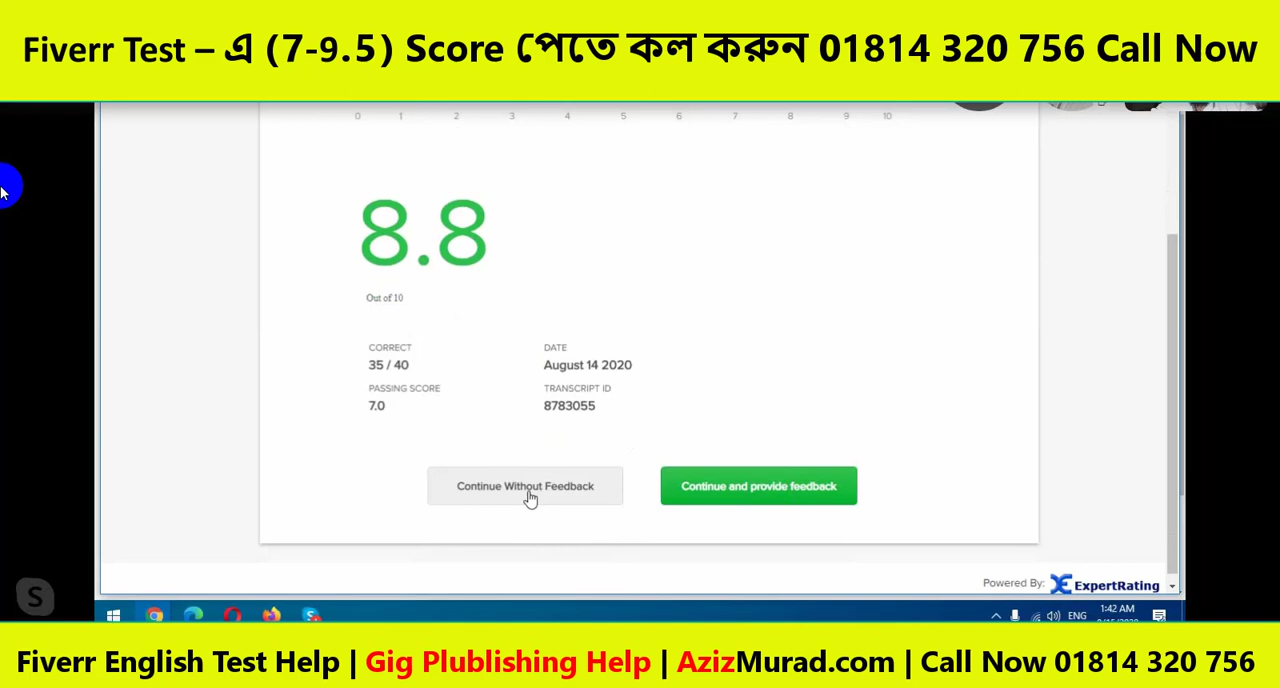 Fiverr Test – এ (7-9.5) Score পেতে কল করুন 01814 320 756 Call Now
0 1 2 3 4 5 6 7 8 9 10
8.8
Out of 10
CORRECT DATE
35 / 40 August 14 2020
PASSING SCORE TRANSCRIPT ID
7.0 8783055
Continue Without Feedback Continue and provide feedback
Powered By: ExpertRating
S
ENG 1:42 AM
Fiverr English Test Help | Gig Plublishing Help | AzizMurad.com | Call Now 01814 320 756